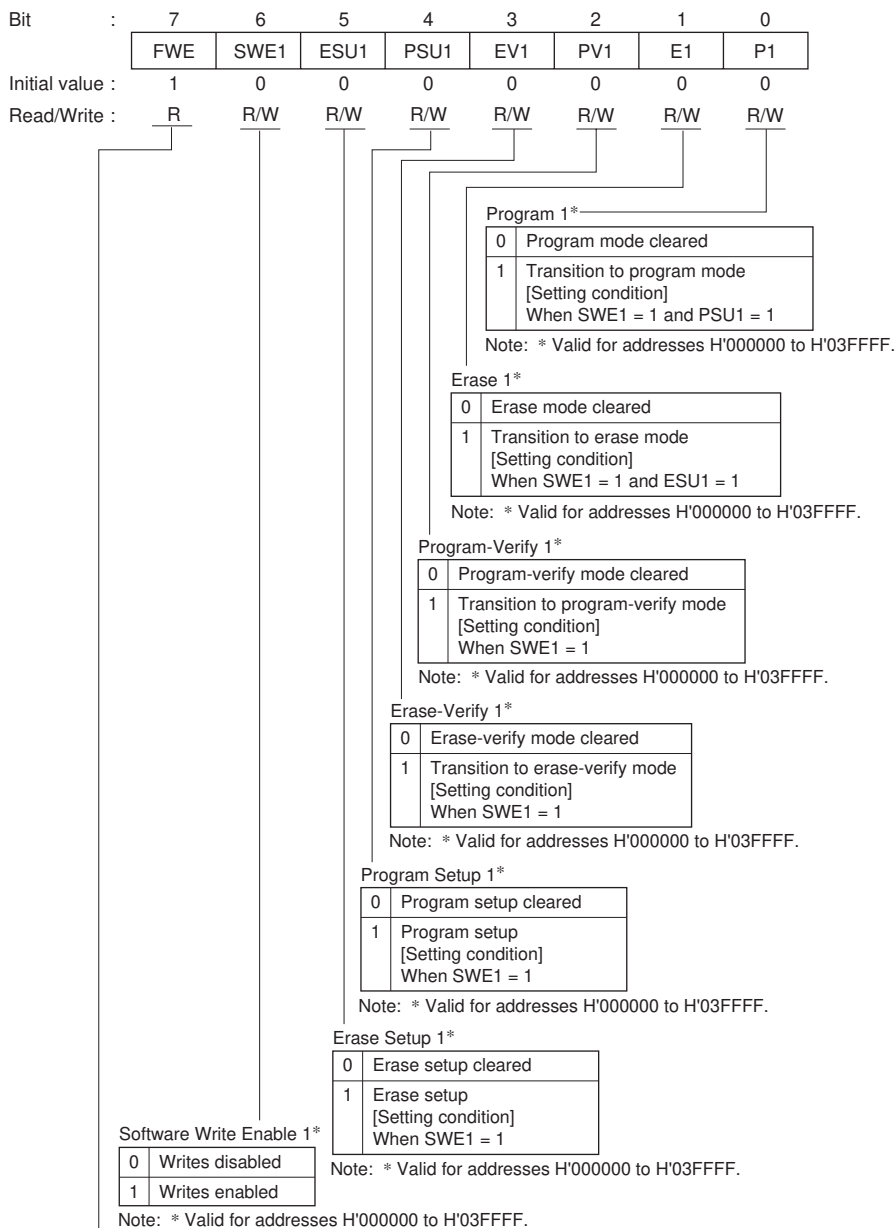 Bit : 7 6 5 4 3 2 1 0
FWE SWE1 ESU1 PSU1 EV1 PV1 E1 P1
Initial value : 1 0 0 0 0 0 0 0
Read/Write : R R/W R/W R/W R/W R/W R/W R/W
Program 1*
0 Program mode cleared
1 Transition to program mode
[Setting condition]
When SWE1 = 1 and PSU1 = 1
Note: * Valid for addresses H'000000 to H'03FFFF.
Erase 1*
0 Erase mode cleared
1 Transition to erase mode
[Setting condition]
When SWE1 = 1 and ESU1 = 1
Note: * Valid for addresses H'000000 to H'03FFFF.
Program-Verify 1*
0 Program-verify mode cleared
1 Transition to program-verify mode
[Setting condition]
When SWE1 = 1
Note: * Valid for addresses H'000000 to H'03FFFF.
Erase-Verify 1*
0 Erase-verify mode cleared
1 Transition to erase-verify mode
[Setting condition]
When SWE1 = 1
Note: * Valid for addresses H'000000 to H'03FFFF.
Program Setup 1*
0 Program setup cleared
1 Program setup
[Setting condition]
When SWE1 = 1
Note: * Valid for addresses H'000000 to H'03FFFF.
Erase Setup 1*
0 Erase setup cleared
1 Erase setup
[Setting condition]
When SWE1 = 1
Note: * Valid for addresses H'000000 to H'03FFFF.
Software Write Enable 1*
0 Writes disabled
1 Writes enabled
Note: * Valid for addresses H'000000 to H'03FFFF.